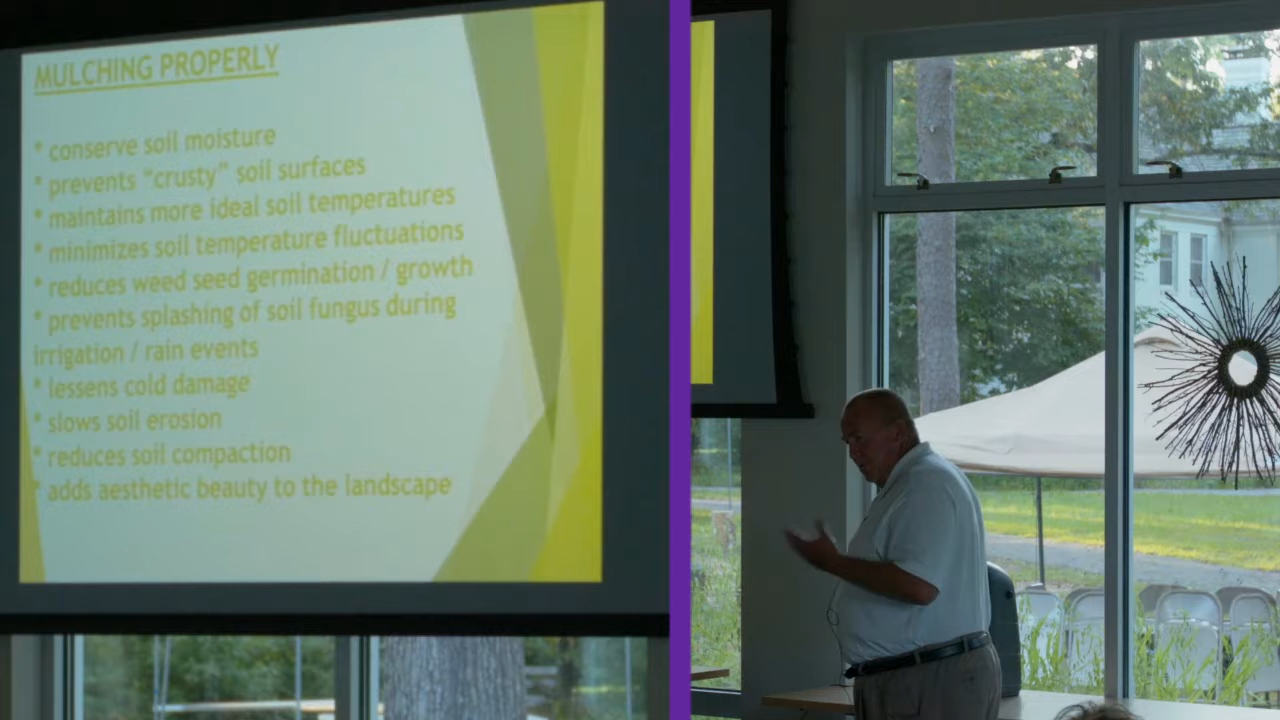 MULCHING PROPERLY
* conserve soil moisture
* prevents "crusty" soil surfaces
* maintains more ideal soil temperatures
* minimizes soil temperature fluctuations
* reduces weed seed germination / growth
* prevents splashing of soil fungus during
irrigation / rain events
* lessens cold damage
* slows soil erosion
* reduces soil compaction
* adds aesthetic beauty to the landscape